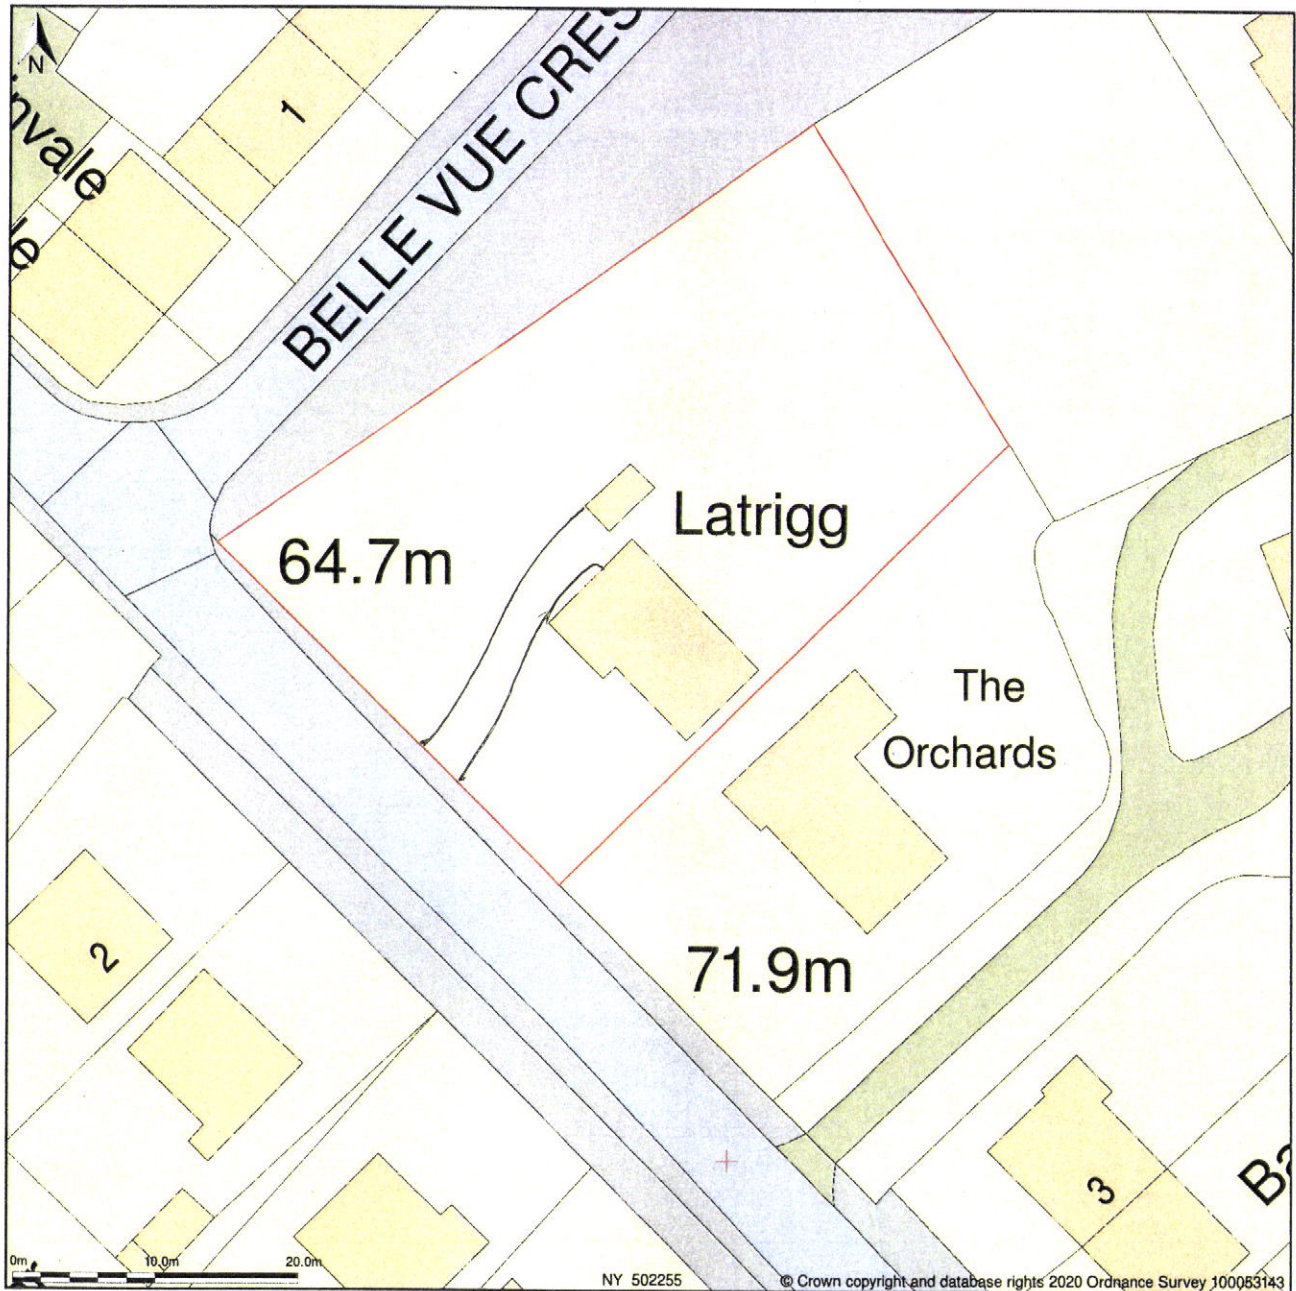 N
1
BELLE VUE CRES
Latrigg
64.7m
The
Orchards
2
71.9m
3
0m 10.0m 20.0m
NY 502255
© Crown copyright and database rights 2020 Ordnance Survey 100053143